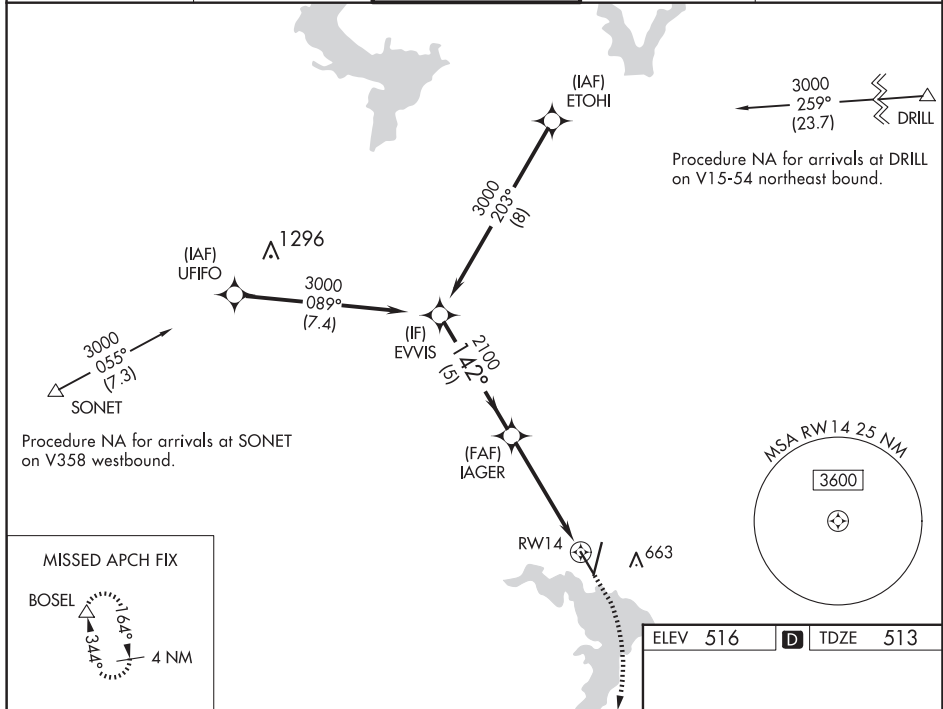 (IAF)
ETOHI
3000
259°
(23.7)
DRILL
Procedure NA for arrivals at DRILL
on V15-54 northeast bound.
3000
203°
(8)
1296
(IAF)
UFIFO
3000
089°
(7.4)
(IF)
EVVIS
2100
142°
(5)
3000
055°
(7.3)
SONET
Procedure NA for arrivals at SONET
on V358 westbound.
(FAF)
IAGER
MSA RW14 25 NM
3600
RW14
663
MISSED APCH FIX
BOSEL
164°
344°
4 NM
ELEV 516 D TDZE 513